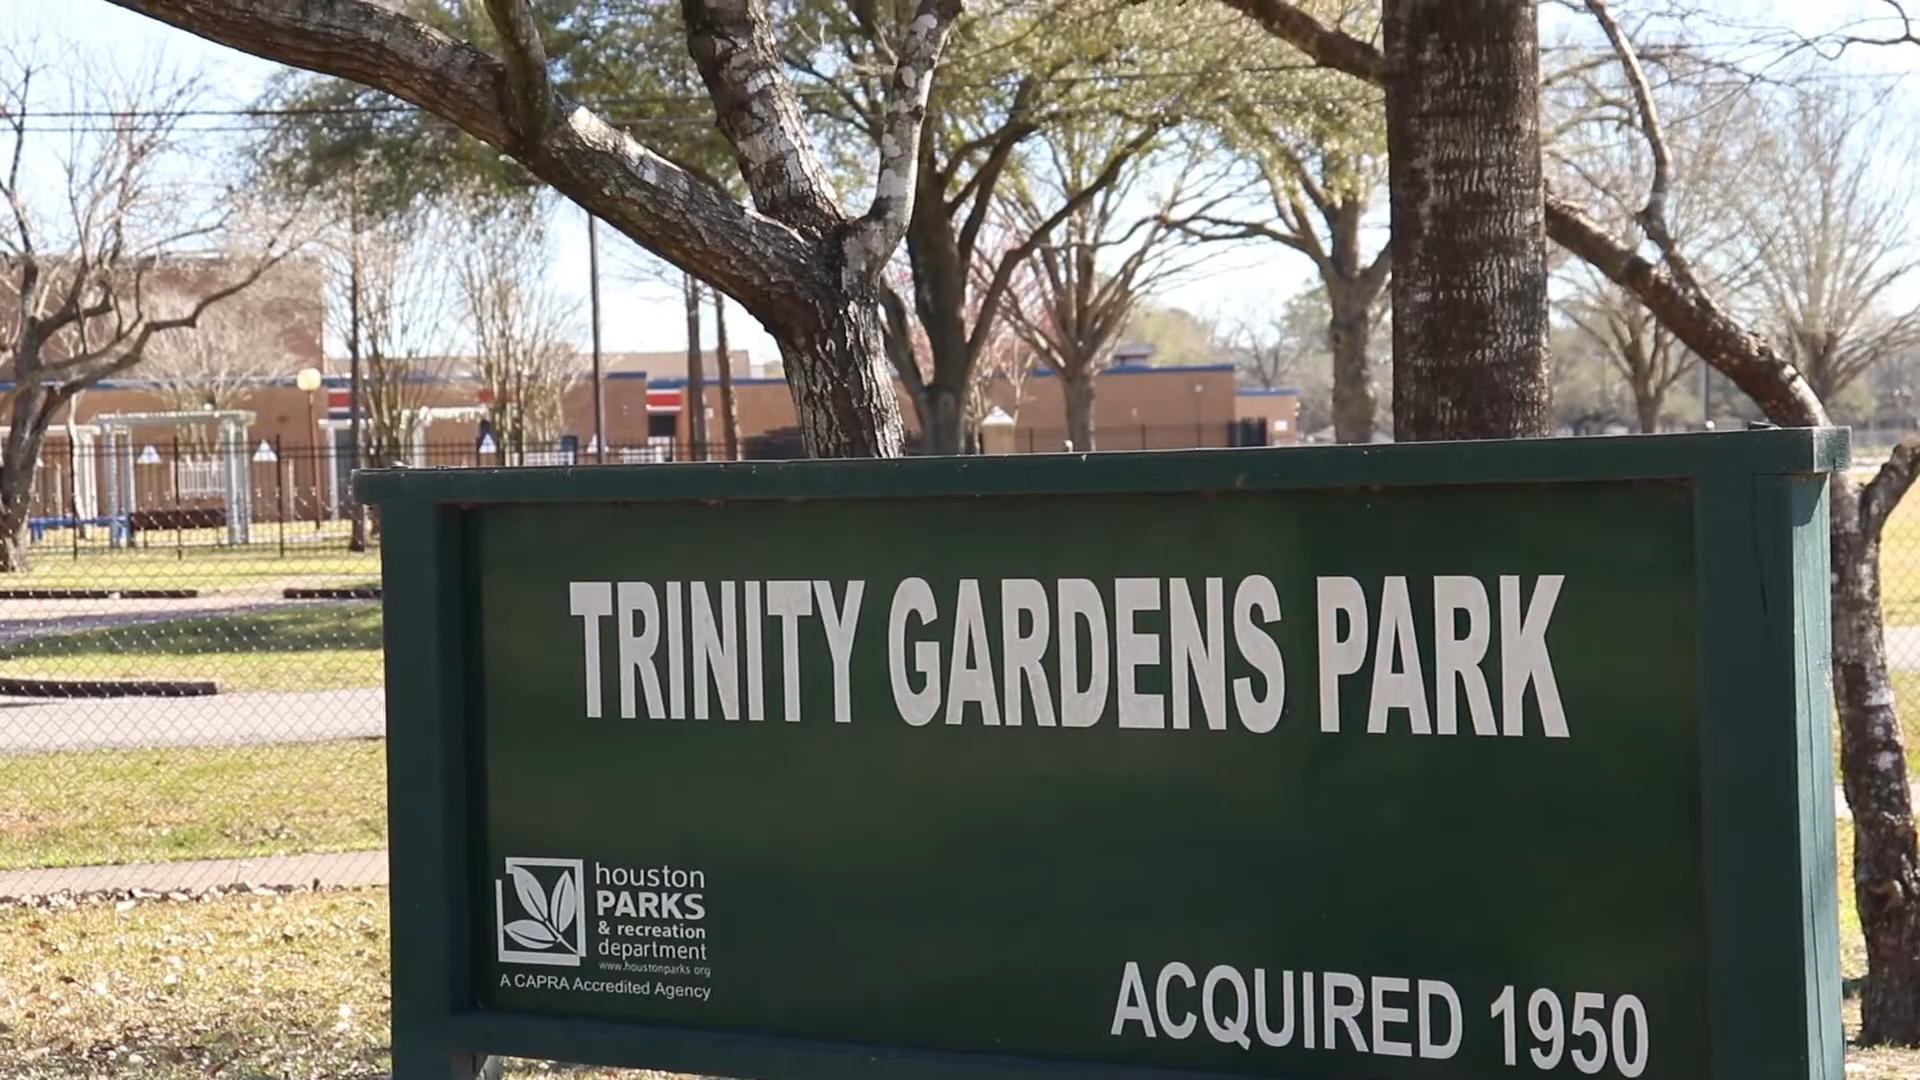 TRINITY GARDENS PARK
houston
PARKS
& recreation
department
www.houstonparks.org
A CAPRA Accredited Agency
ACQUIRED 1950